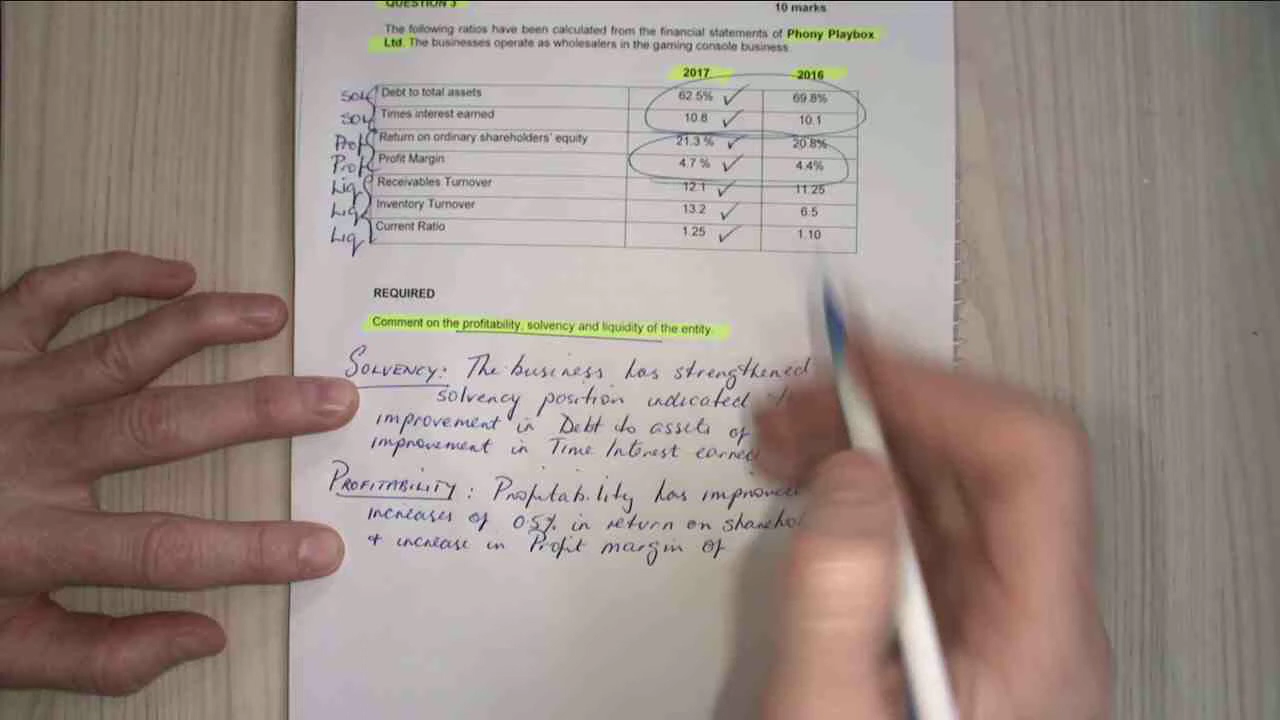 QUESTION 3
10 marks
The following ratios have been calculated from the financial statements of Phony Playbox
Ltd. The businesses operate as wholesalers in the gaming console business.
2017 2016
Solv Debt to total assets 62.5% 69.8%
Solv Times interest earned 10.8 10.1
Prof Return on ordinary shareholders' equity 21.3 % 20.8%
Prof Profit Margin 4.7 % 4.4%
Liq Receivables Turnover 12.1 11.25
Liq Inventory Turnover 13.2 6.5
Liq Current Ratio 1.25 1.10
REQUIRED
Comment on the profitability, solvency and liquidity of the entity.
SOLVENCY: The business has strengthened
solvency position indicated
improvement in Debt to assets of
improvement in Time Interest earned
PROFITABILITY: Profitability has improved
increases of 0.5% in return on
+ increase in Profit margin of